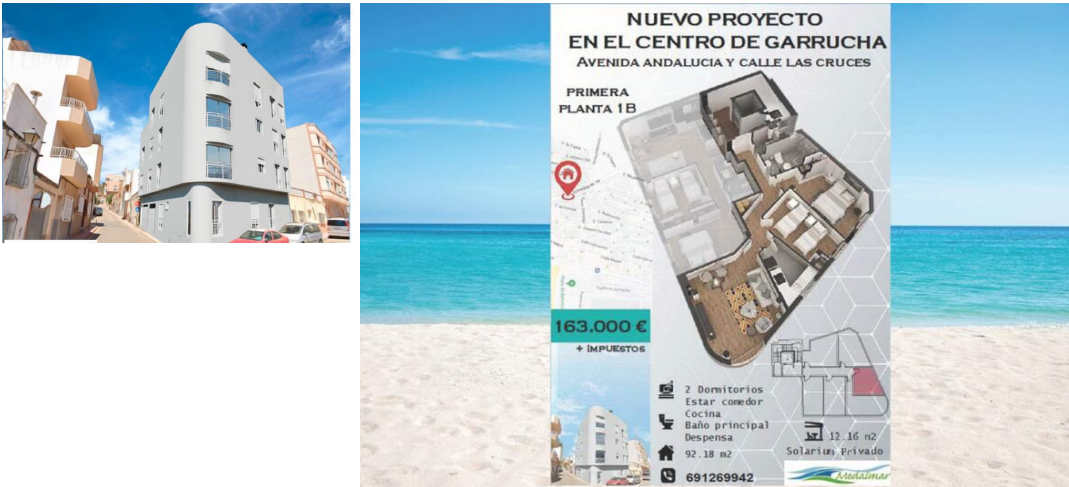 NUEVO PROYECTO
EN EL CENTRO DE GARRUCHA
AVENIDA ANDALUCIA Y CALLE LAS CRUCES
PRIMERA
PLANTA 1B
163.000 €
+ IMPUESTOS
2 Dormitorios
Estar comedor
Cocina
Baño principal
Despensa
92.18 m2
691269942
12.16 m2
Solarium Privado
Medalmar